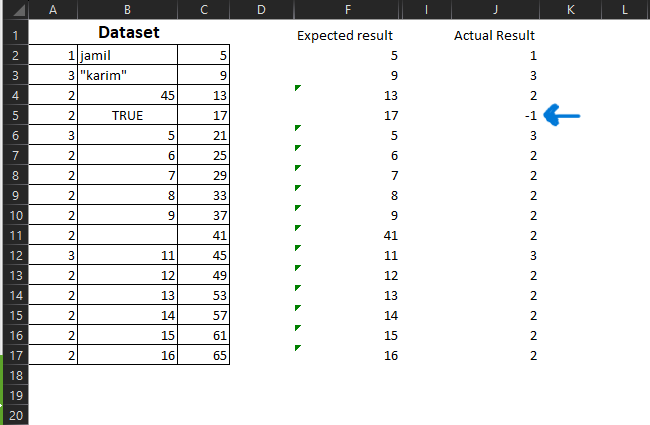 A B C D F I J K L
1 Dataset Expected result Actual Result
2 1 jamil 5 5 1
3 3 "karim" 9 9 3
4 2 45 13 13 2
5 2 TRUE 17 17 -1
6 3 5 21 5 3
7 2 6 25 6 2
8 2 7 29 7 2
9 2 8 33 8 2
10 2 9 37 9 2
11 2 41 41 2
12 3 11 45 11 3
13 2 12 49 12 2
14 2 13 53 13 2
15 2 14 57 14 2
16 2 15 61 15 2
17 2 16 65 16 2
18
19
20